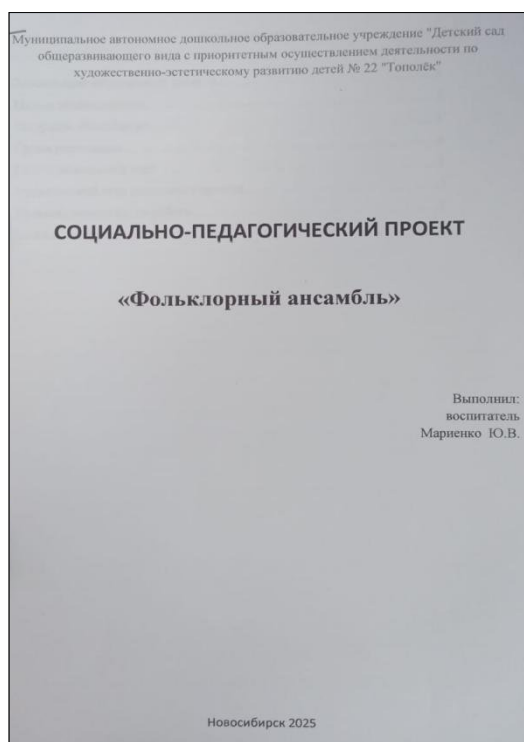 Муниципальное автономное дошкольное образовательное учреждение "Детский сад
общеразвивающего вида с приоритетным осуществлением деятельности по
художественно-эстетическому развитию детей № 22 "Тополёк"
СОЦИАЛЬНО-ПЕДАГОГИЧЕСКИЙ ПРОЕКТ
«Фольклорный ансамбль»
Выполнил:
воспитатель
Мариенко Ю.В.
Новосибирск 2025